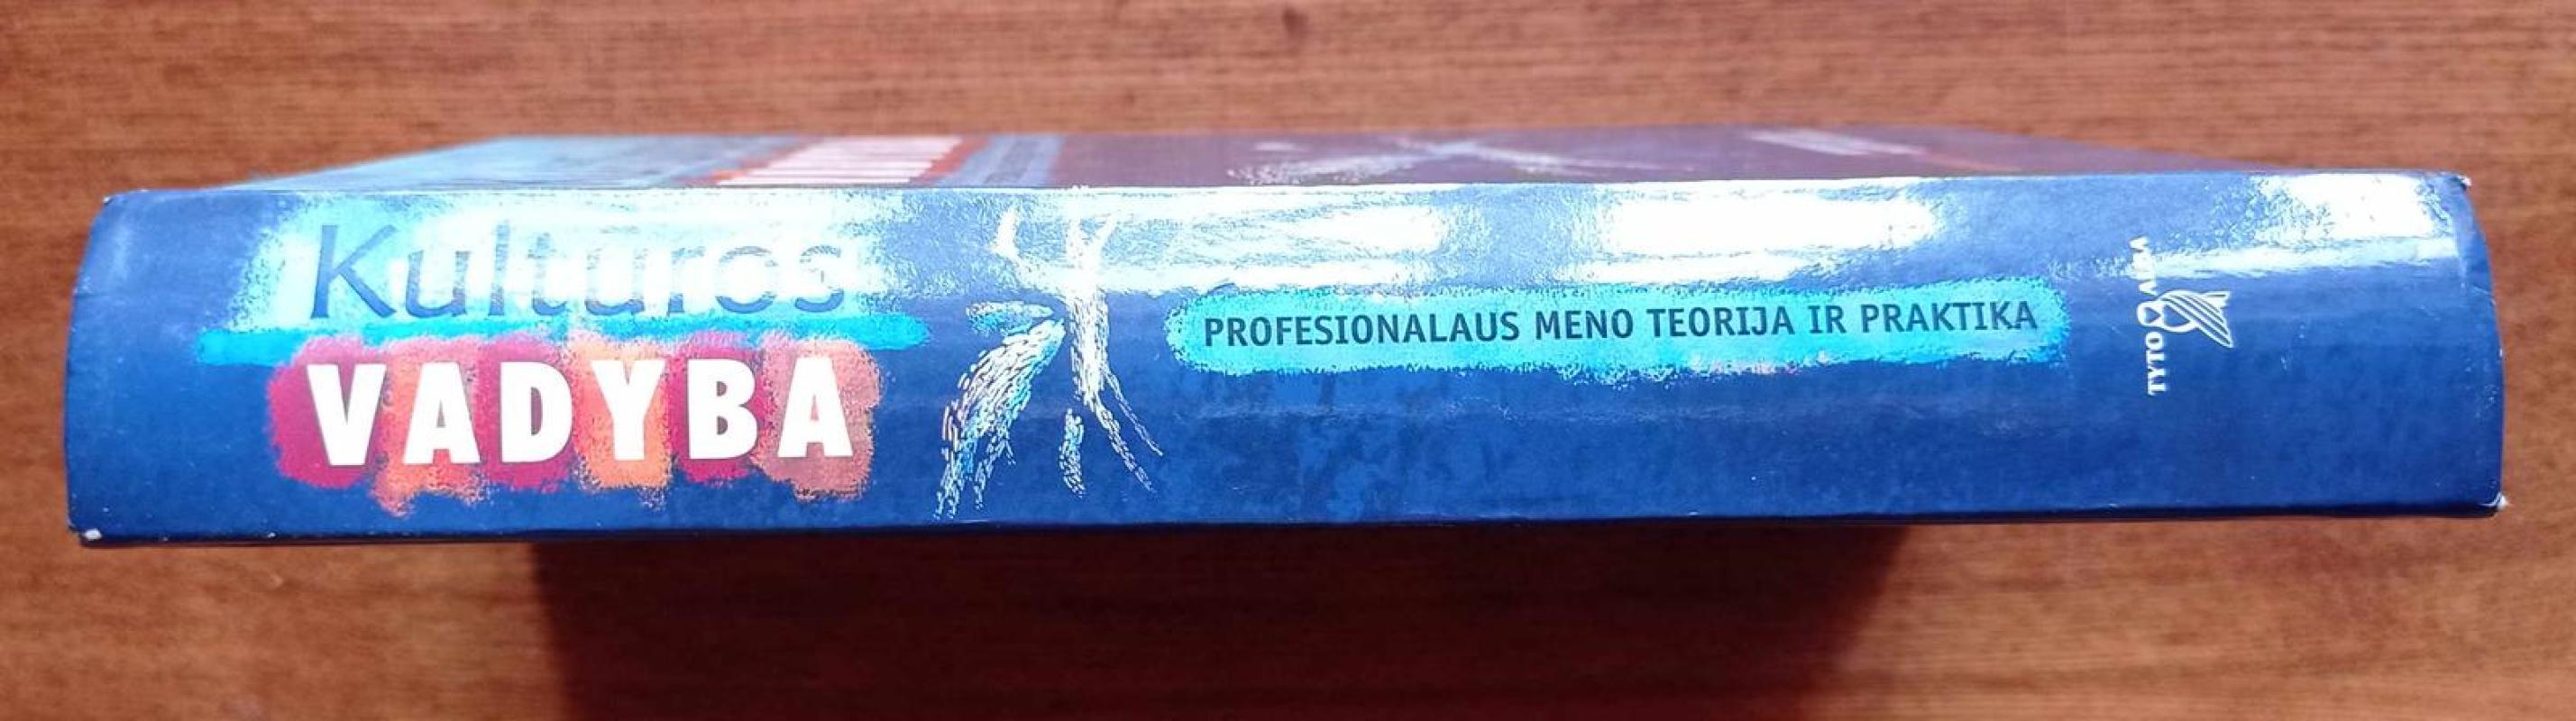 Kultūros
VADYBA
PROFESIONALAUS MENO TEORIJA IR PRAKTIKA
TYTO ALBA